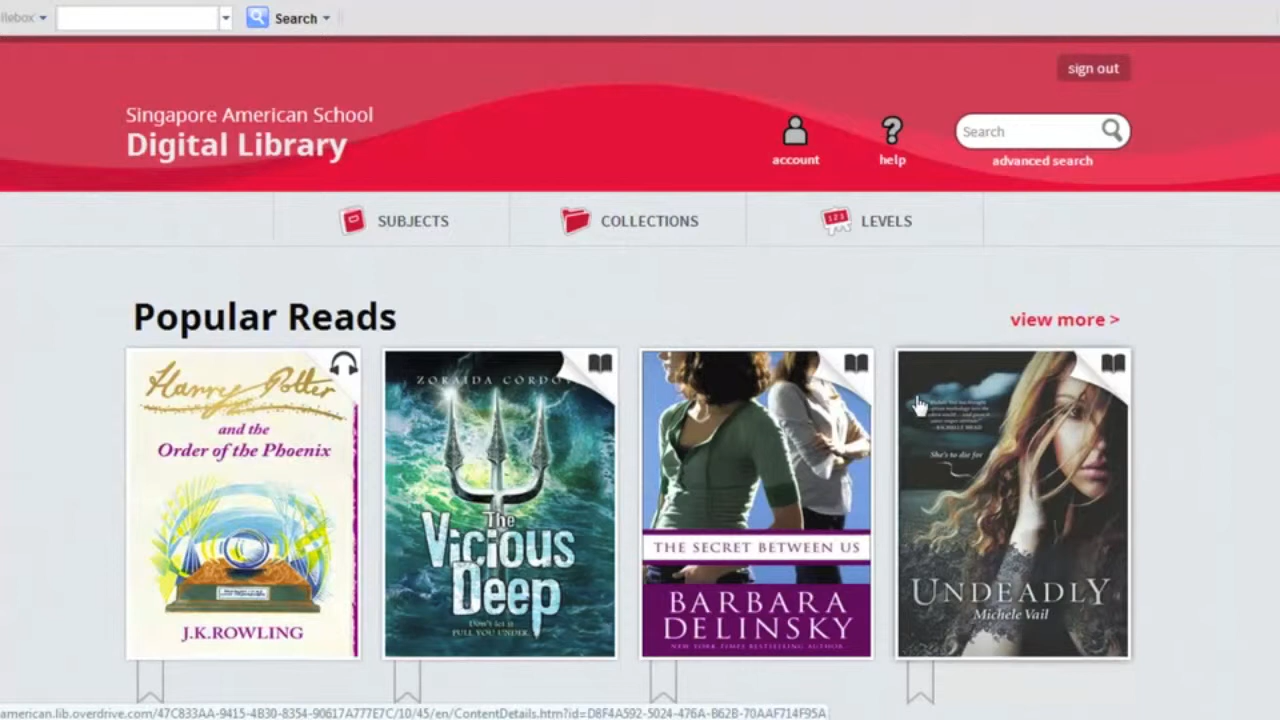 ilebox
Search
sign out
Singapore American School
Digital Library
account
help
Search
advanced search
SUBJECTS
COLLECTIONS
LEVELS
Popular Reads
view more >
Harry Potter
and the
Order of the Phoenix
J.K.ROWLING
ZORAIDA CÓRDO
The
Vicious
Deep
Don't let it
PULL YOU UNDER.
THE SECRET BETWEEN US
BARBARA
DELINSKY
NEW YORK TIMES BESTSELLING AUTHOR
She's to die for
UNDEADLY
Michele Vail
american.lib.overdrive.com/47C833AA-9415-4B30-8354-90617A777E7C/10/45/en/ContentDetails.htm?id=D8F4A592-5024-476A-B62B-70AAF714F95A